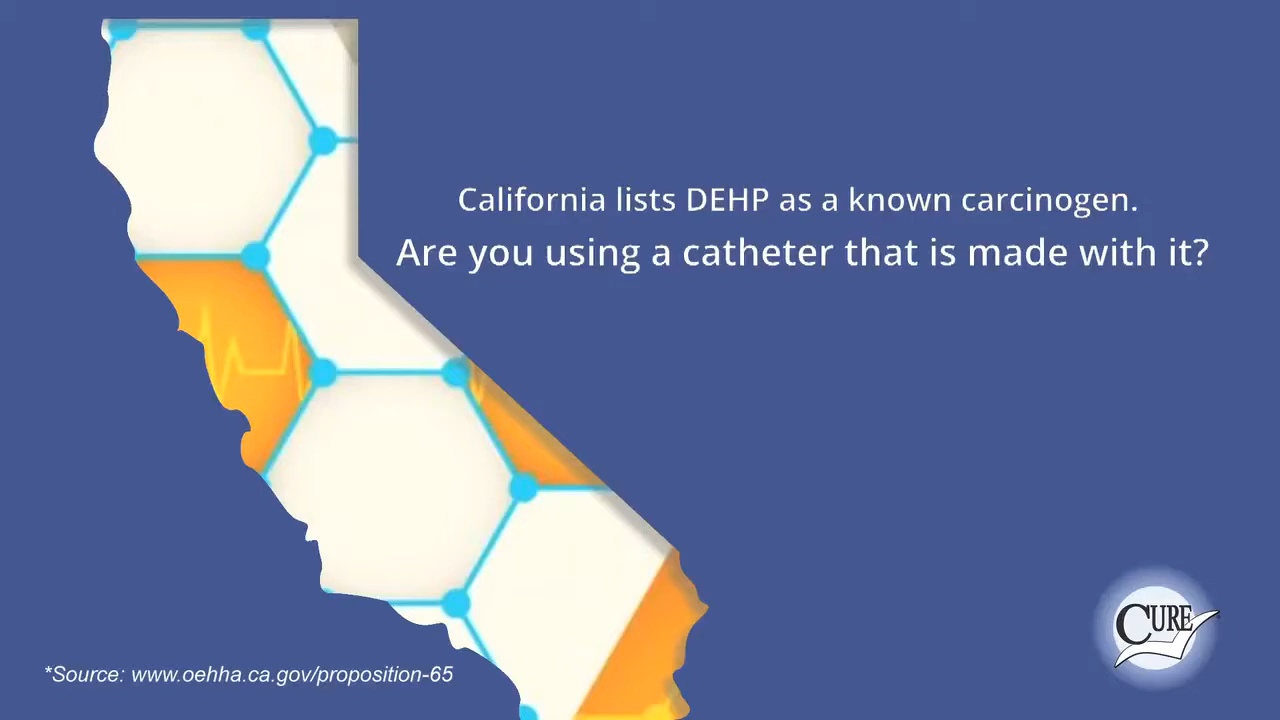 California lists DEHP as a known carcinogen.
Are you using a catheter that is made with it?
*Source: www.oehha.ca.gov/proposition-65
CURE